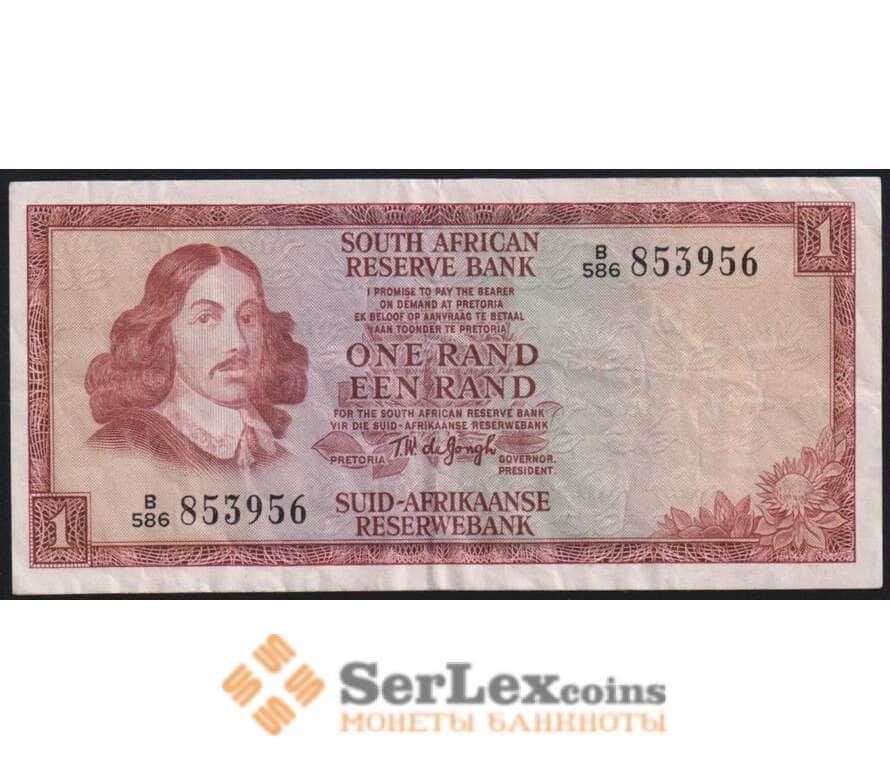 SOUTH AFRICAN
RESERVE BANK
B
586 853956
1
I PROMISE TO PAY THE BEARER
ON DEMAND AT PRETORIA
EK BELOOF OP AANVRAAG TE BETAAL
AAN TOONDER TE PRETORIA
ONE RAND
EEN RAND
FOR THE SOUTH AFRICAN RESERVE BANK
VIR DIE SUID-AFRIKAANSE RESERWEBANK
PRETORIA T.W. de Jongh GOVERNOR.
PRESIDENT.
1
B
586 853956
SUID-AFRIKAANSE
RESERWEBANK
SerLexcoins
МОНЕТЫ БАНКНОТЫ